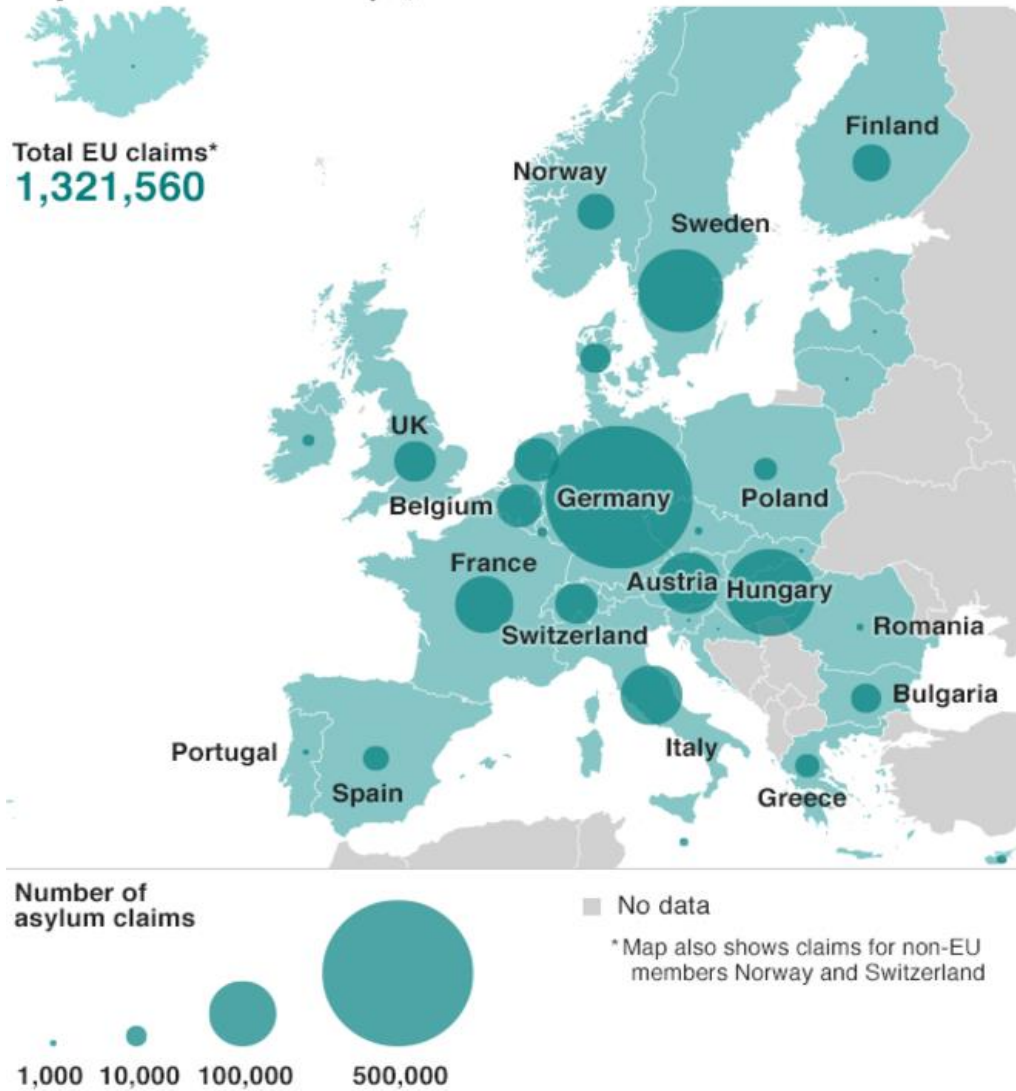 Total EU claims*
1,321,560
Finland
Norway
Sweden
UK
Belgium
Germany
Poland
France
Austria
Hungary
Switzerland
Romania
Bulgaria
Portugal
Italy
Spain
Greece
Number of
asylum claims
No data
*Map also shows claims for non-EU
members Norway and Switzerland
1,000 10,000 100,000 500,000